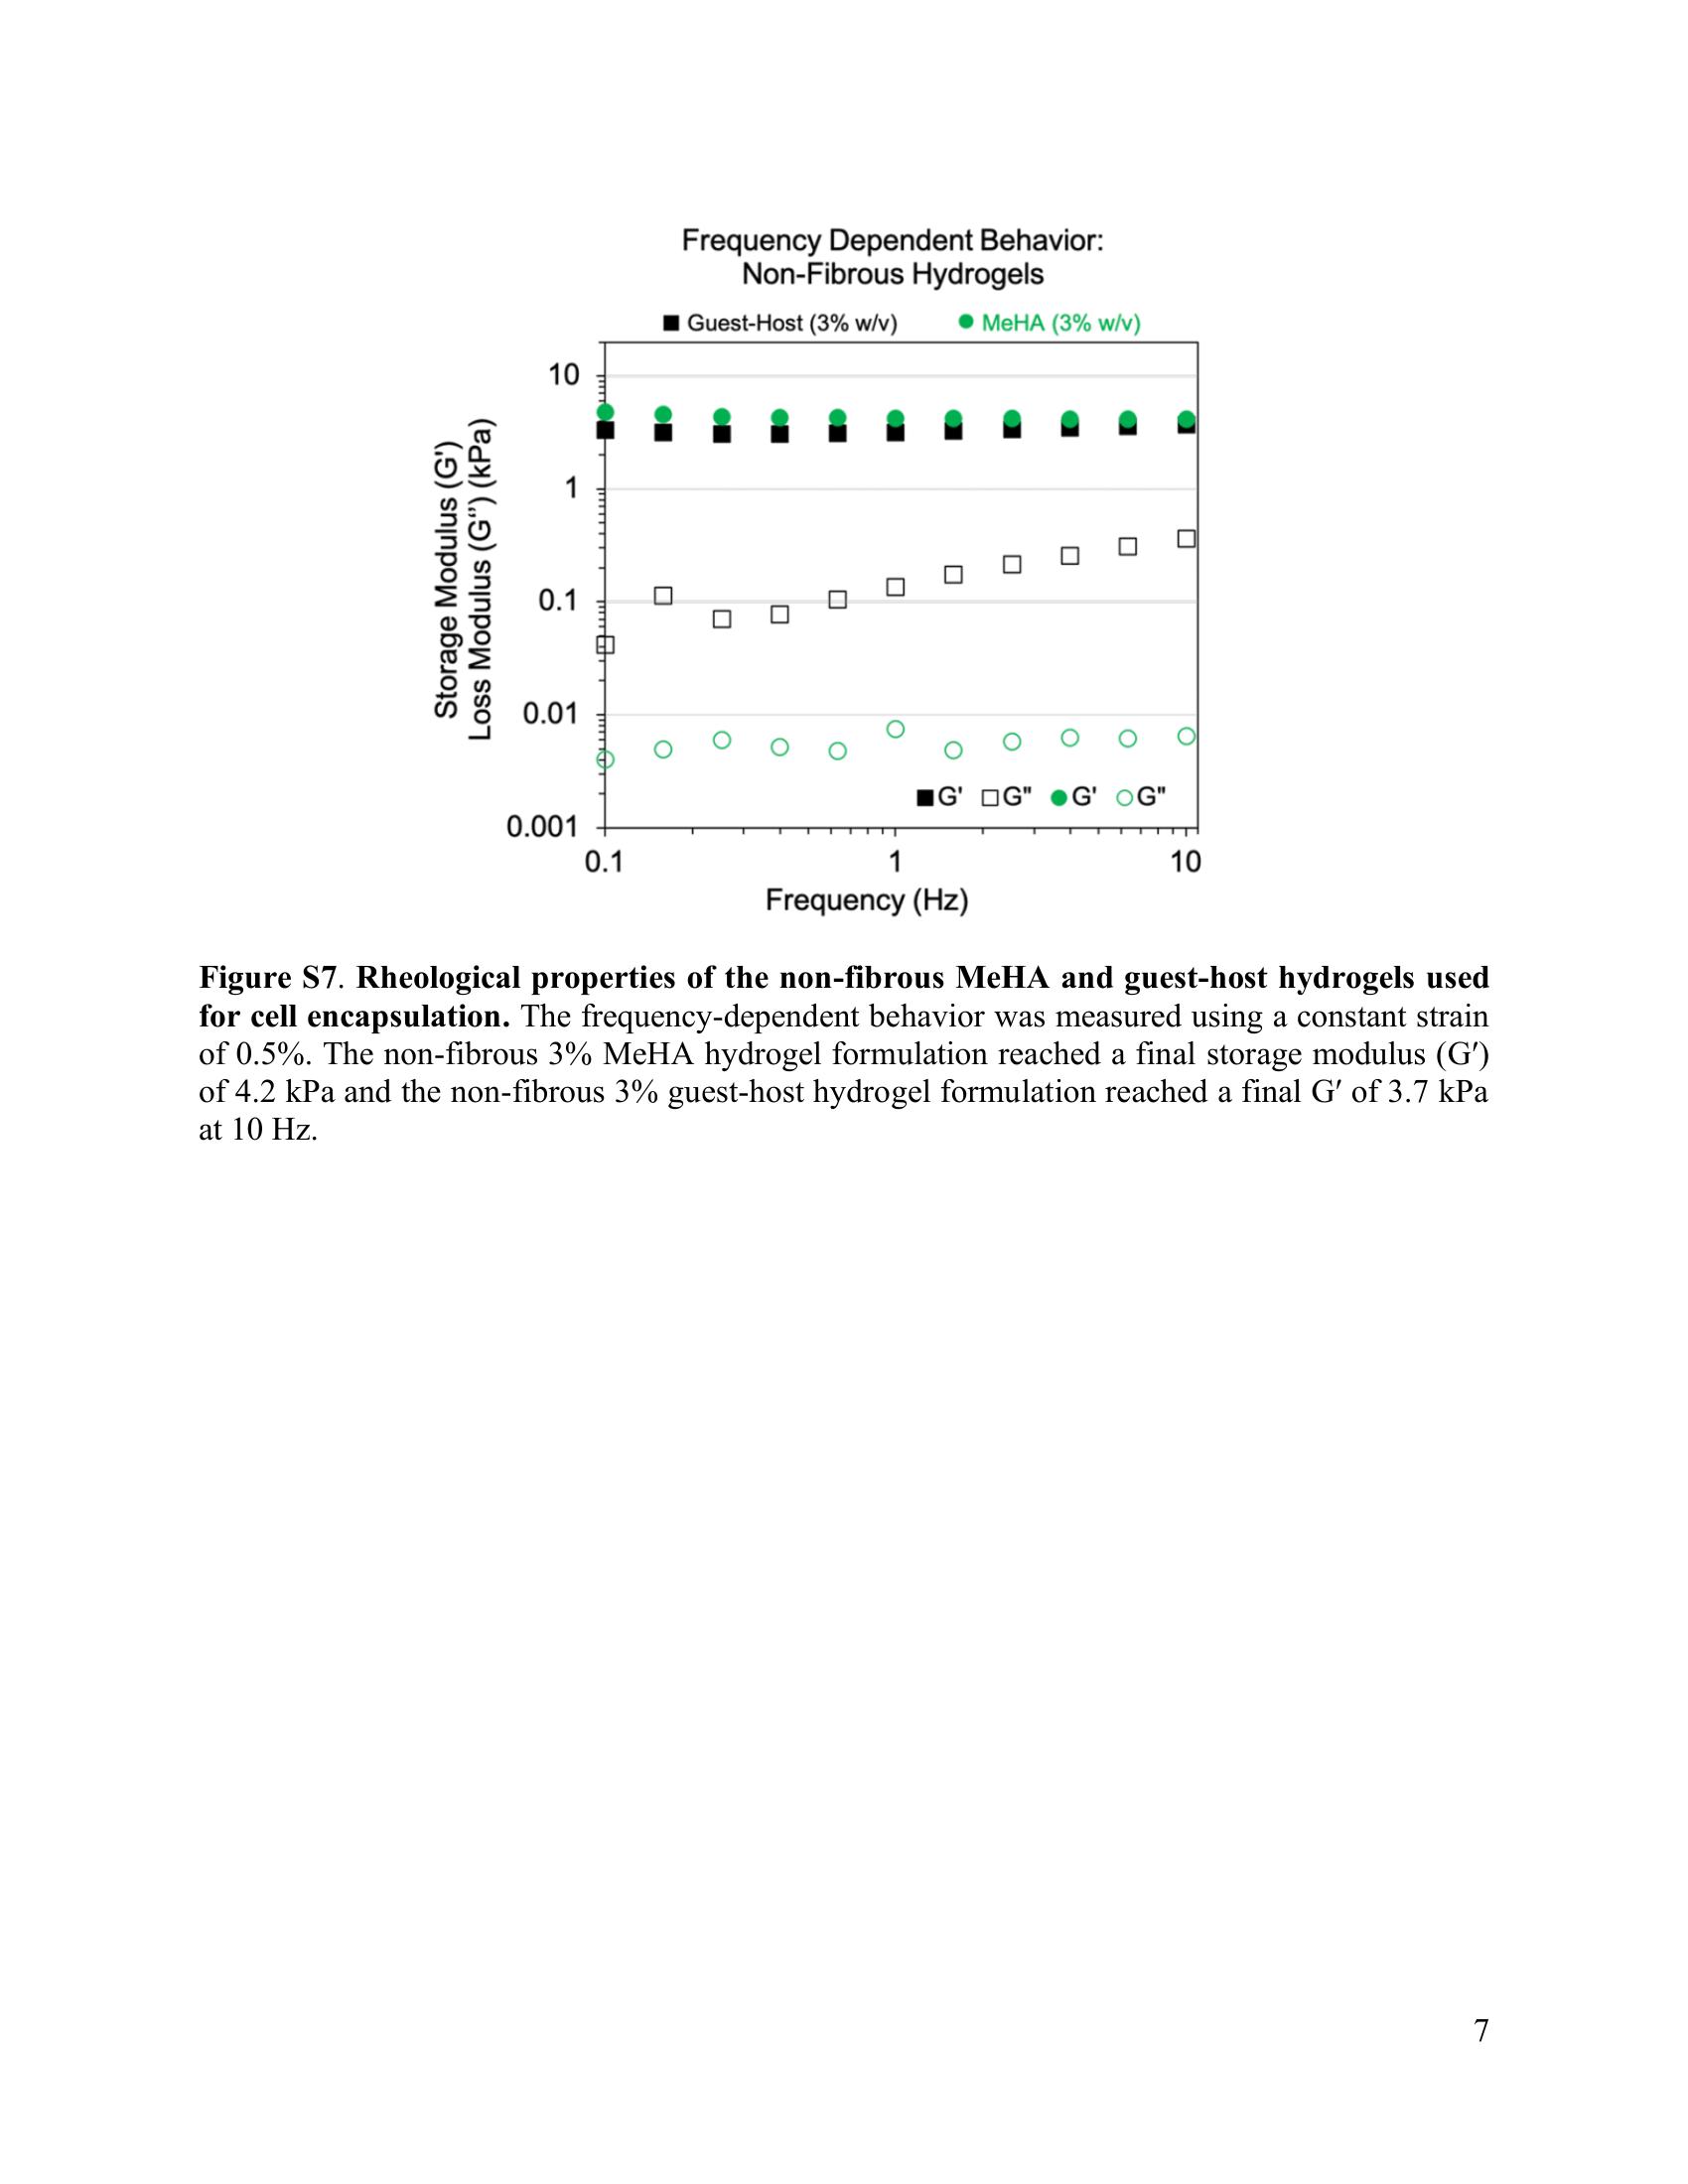 Frequency Dependent Behavior:
Non-Fibrous Hydrogels
Guest-Host (3% w/v) MeHA (3% w/v)
Storage Modulus (G')
Loss Modulus (G“) (kPa)
10
1
0.1
0.01
0.001
G' G" G' G"
0.1 1 10
Frequency (Hz)
Figure S7. Rheological properties of the non-fibrous MeHA and guest-host hydrogels used
for cell encapsulation. The frequency-dependent behavior was measured using a constant strain
of 0.5%. The non-fibrous 3% MeHA hydrogel formulation reached a final storage modulus (G′)
of 4.2 kPa and the non-fibrous 3% guest-host hydrogel formulation reached a final G′ of 3.7 kPa
at 10 Hz.
7